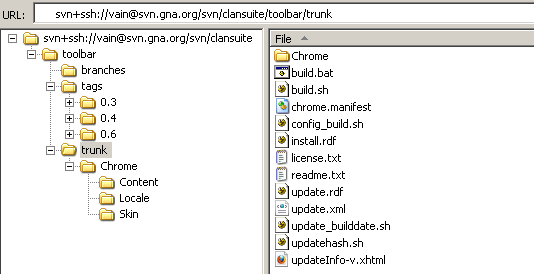 URL: svn+ssh://vain@svn.gna.org/svn/clansuite/toolbar/trunk
svn+ssh://vain@svn.gna.org/svn/clansuite
toolbar
branches
tags
0.3
0.4
0.6
trunk
Chrome
Content
Locale
Skin
File
Chrome
build.bat
build.sh
chrome.manifest
config_build.sh
install.rdf
license.txt
readme.txt
update.rdf
update.xml
update_builddate.sh
updatehash.sh
updateInfo-v.xhtml